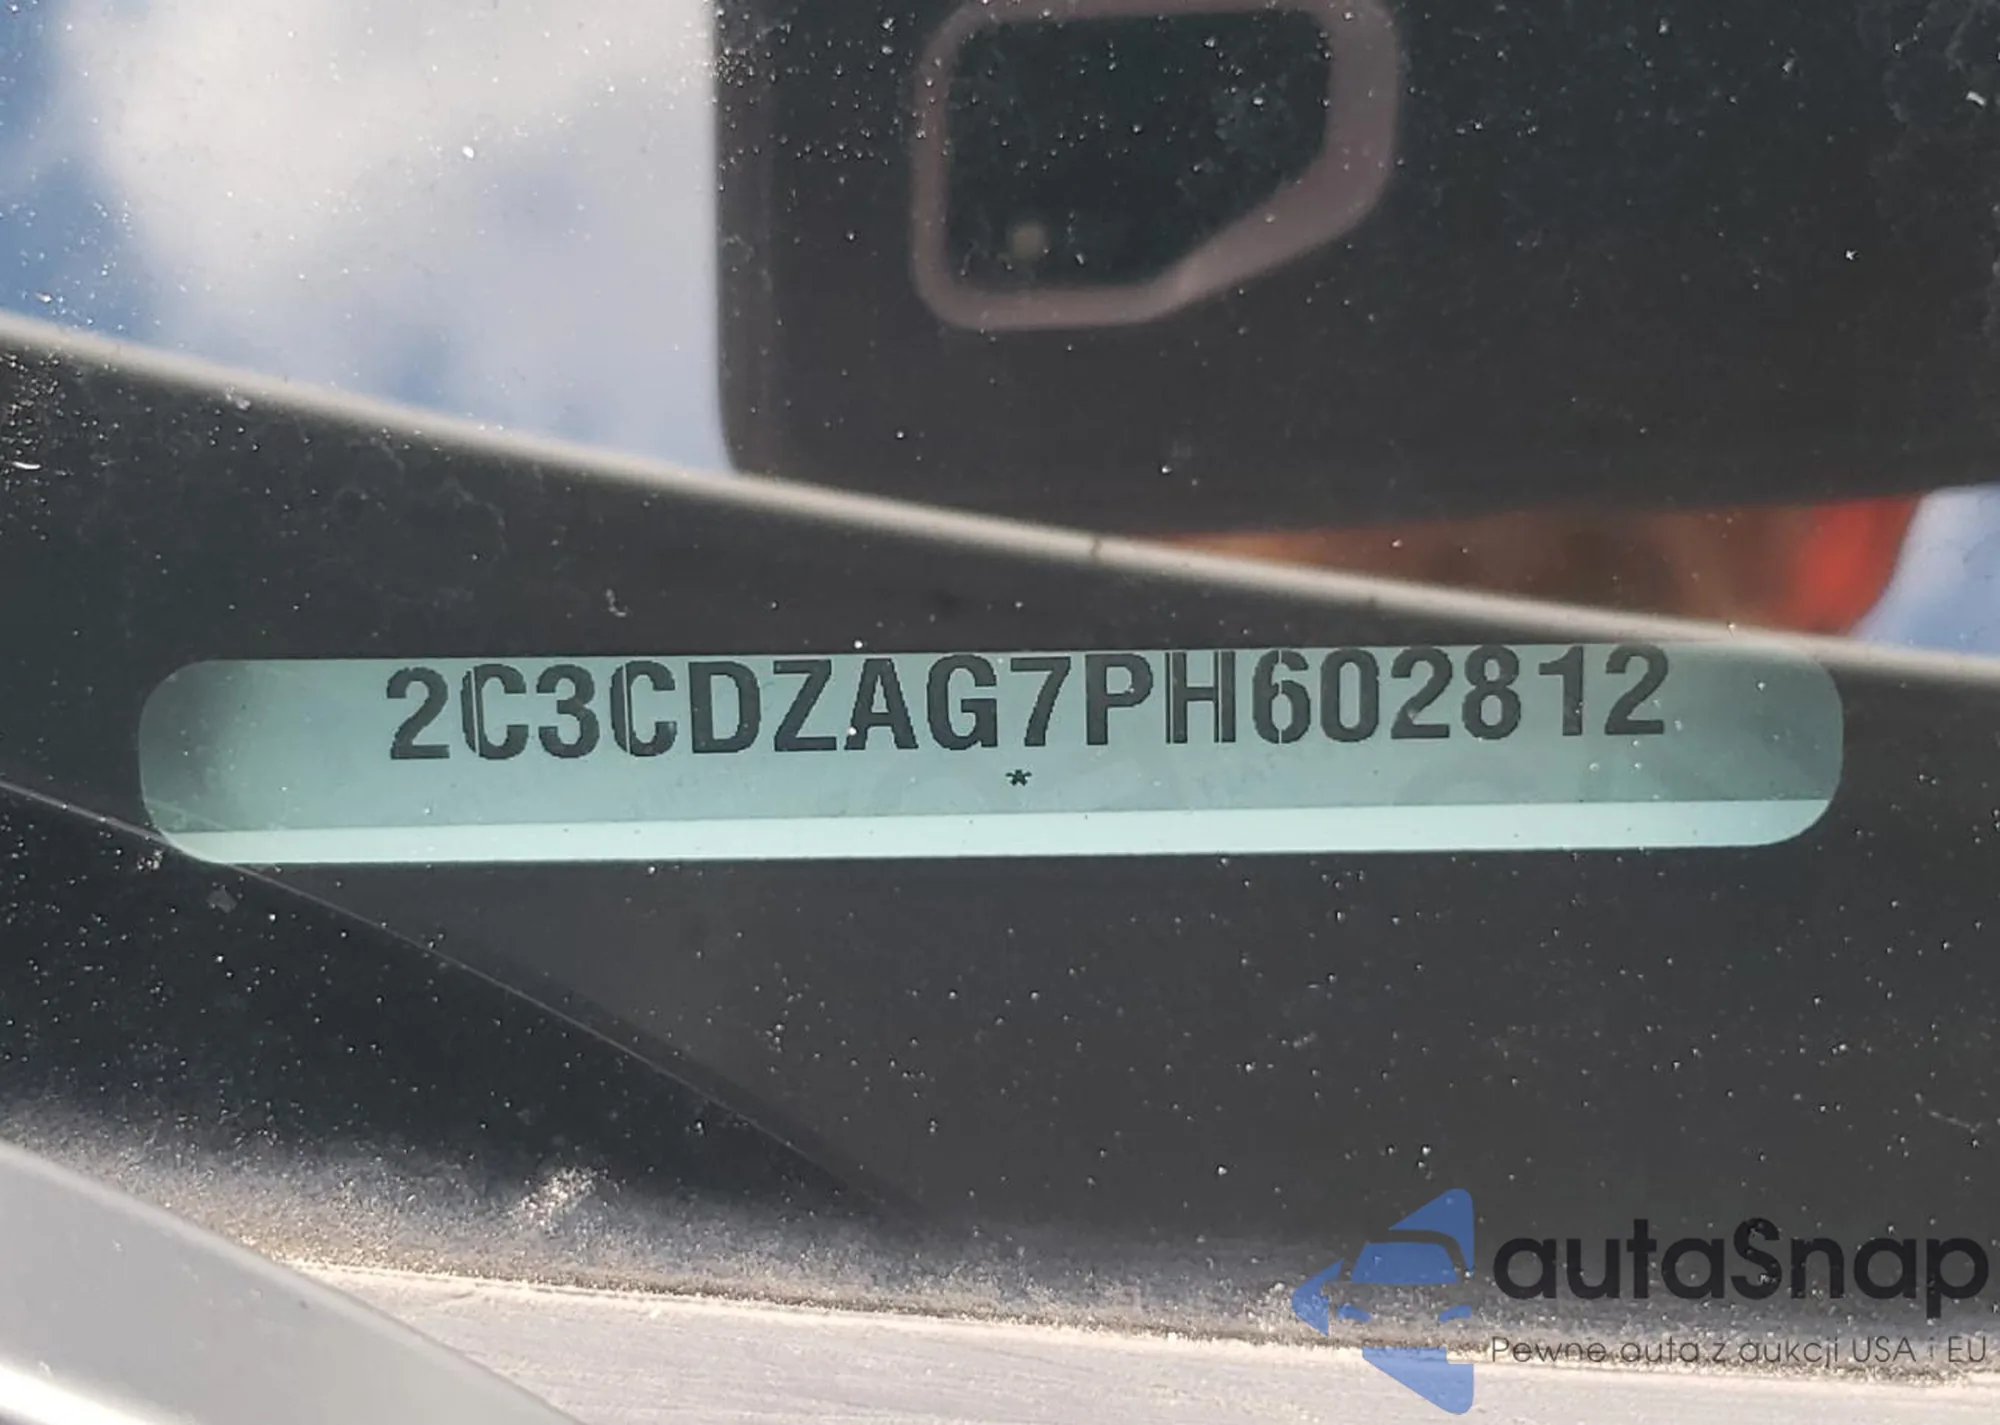 2C3CDZAG7PH602812
*
autaSnap
Pewne auta z aukcji USA i EU